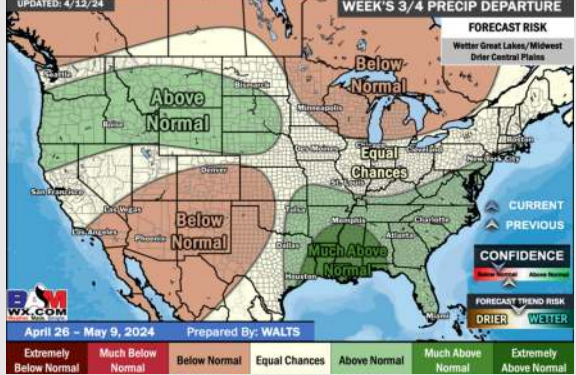 UPDATED: 4/12/24
WEEK'S 3/4 PRECIP DEPARTURE
FORECAST RISK
Wetter Great Lakes/Midwest
Drier Central Plains
Seattle
Below
Normal
Bismarck
Above
Normal
Minneapolis
Boise
Boston
Des Moines
Cleveland
New York City
Equal
Chances
Denver
St. Louis
San Francisco
Las Vegas
Below
Normal
Tulsa
Memphis
Charlotte
CURRENT
PREVIOUS
Los Angeles
Phoenix
Atlanta
Dallas
Much Above
Normal
CONFIDENCE
Below Normal
Above Normal
Houston
FORECAST TREND RISK
DRIER
WETTER
Miami
BAM
WX.COM
April 26 – May 9, 2024
Prepared By: WALTS
Extremely
Below Normal
Much Below
Normal
Below Normal
Equal Chances
Above Normal
Much Above
Normal
Extremely
Above Normal